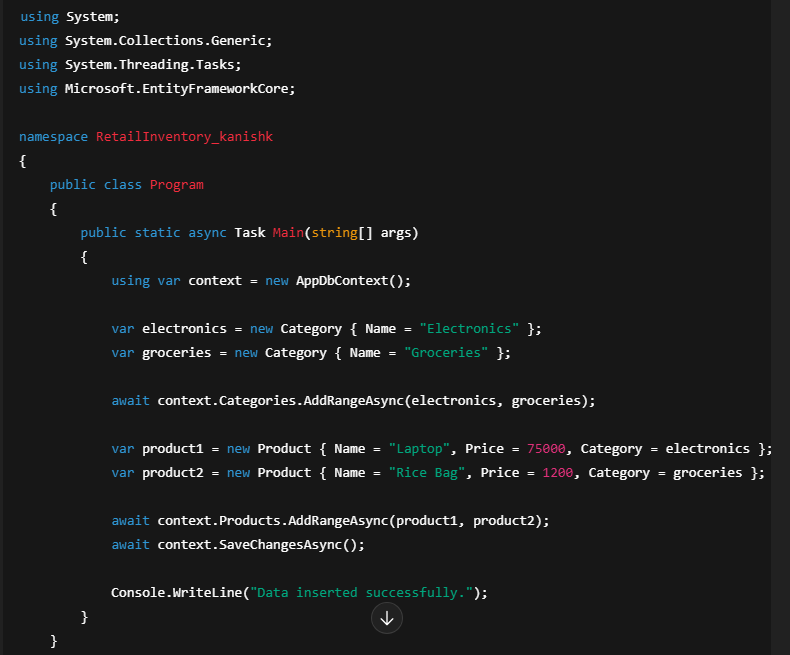 using System;
using System.Collections.Generic;
using System.Threading.Tasks;
using Microsoft.EntityFrameworkCore;

namespace RetailInventory_kanishk
{
    public class Program
    {
        public static async Task Main(string[] args)
        {
            using var context = new AppDbContext();

            var electronics = new Category { Name = "Electronics" };
            var groceries = new Category { Name = "Groceries" };

            await context.Categories.AddRangeAsync(electronics, groceries);

            var product1 = new Product { Name = "Laptop", Price = 75000, Category = electronics };
            var product2 = new Product { Name = "Rice Bag", Price = 1200, Category = groceries };

            await context.Products.AddRangeAsync(product1, product2);
            await context.SaveChangesAsync();

            Console.WriteLine("Data inserted successfully.");
        }
    }